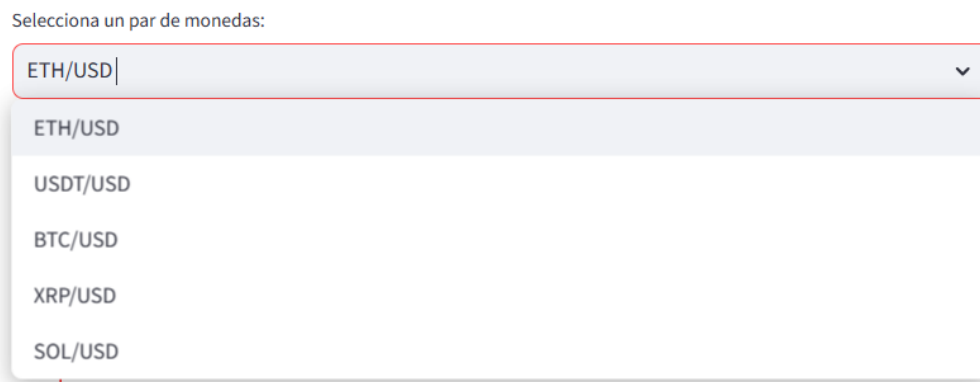 Selecciona un par de monedas:
ETH/USD
ETH/USD
USDT/USD
BTC/USD
XRP/USD
SOL/USD